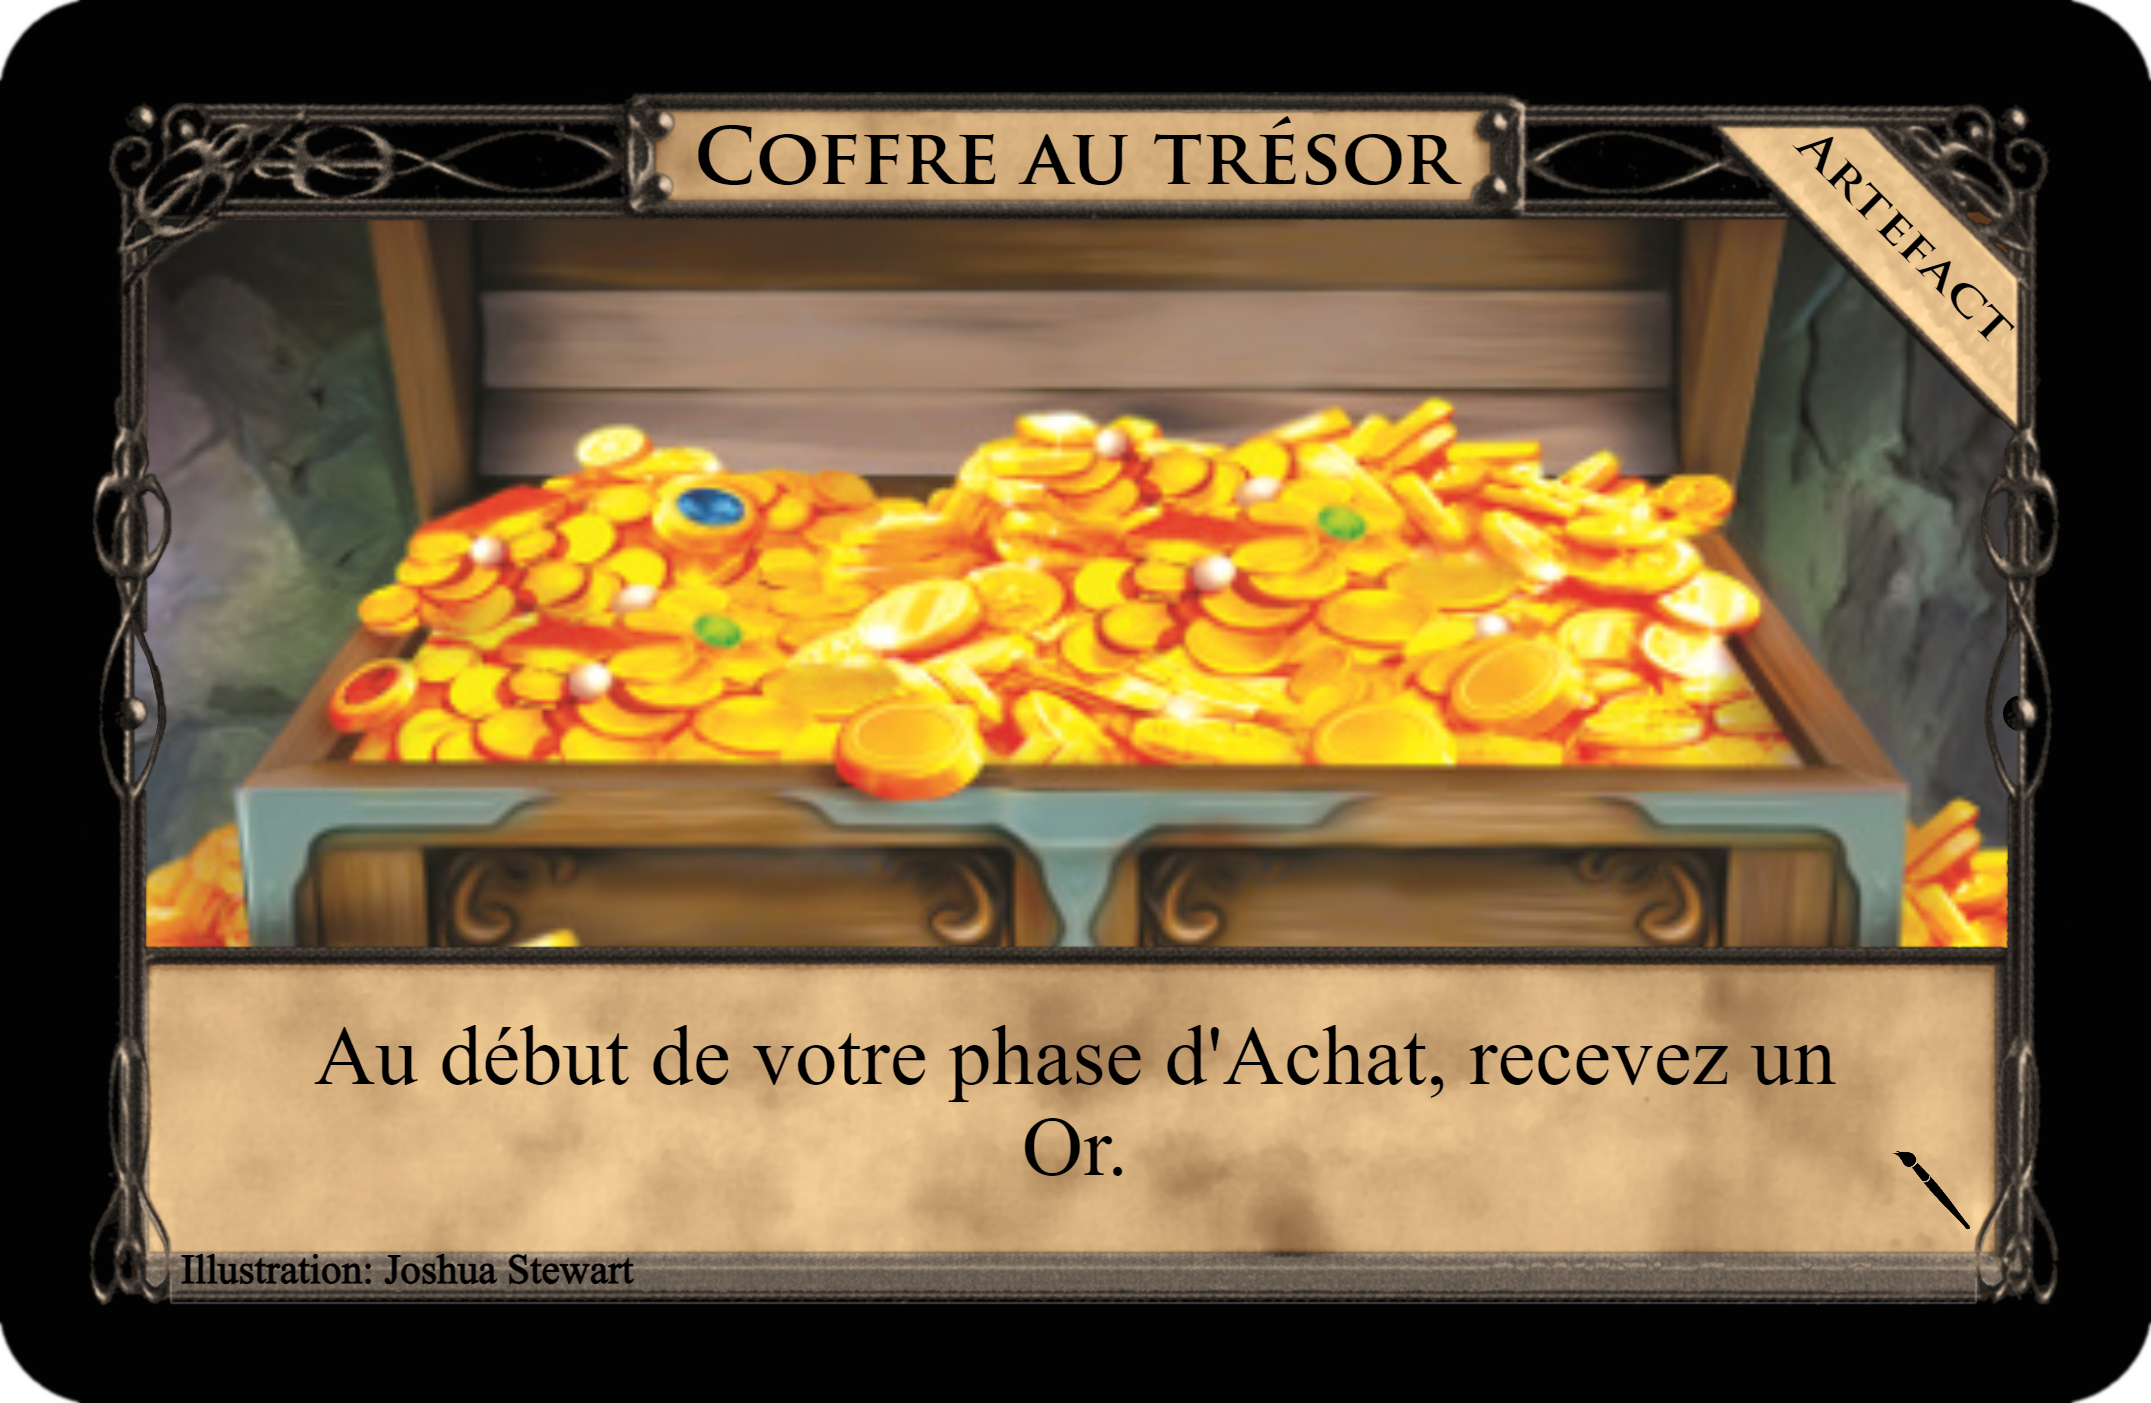 COFFRE AU TRÉSOR
ARTEFACT
Au début de votre phase d'Achat, recevez un
Or.
Illustration: Joshua Stewart